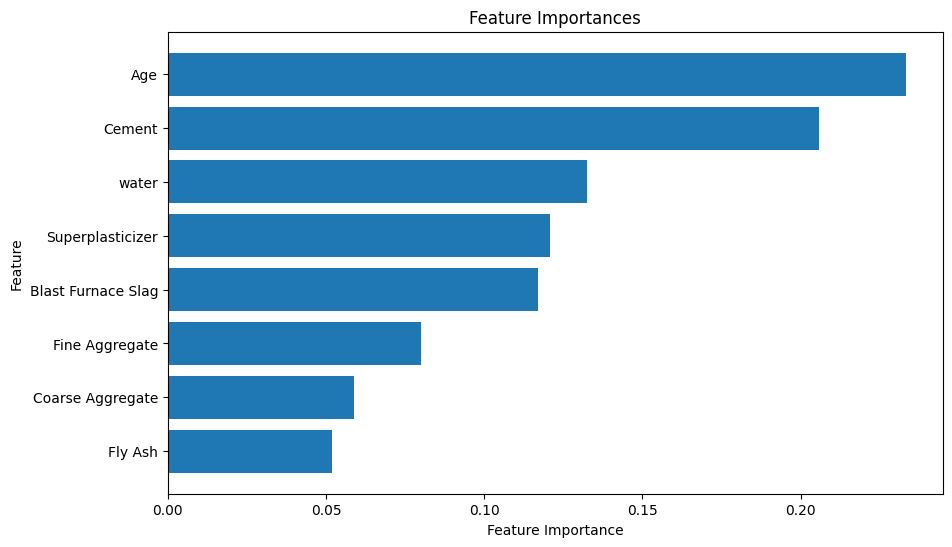 Feature Importances
Feature
Age
Cement
water
Superplasticizer
Blast Furnace Slag
Fine Aggregate
Coarse Aggregate
Fly Ash
0.00 0.05 0.10 0.15 0.20
Feature Importance